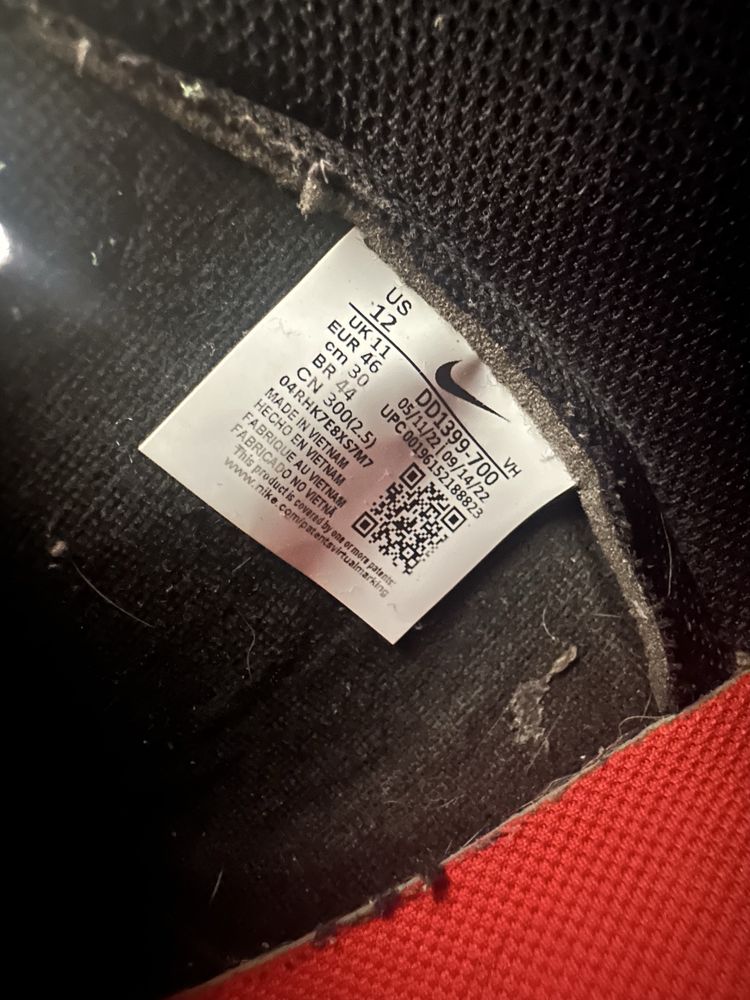 US
12
UK 11
EUR 46
cm 30
BR 44
CN 300(2.5)
04RHK7E8XS7M7
MADE IN VIETNAM
HECHO EN VIETNAM
FABRIQUE AU VIETNAM
FABRICADO NO VIETNÃ
This product is covered by one or more patents'
www.nike.com/patentsvirtualmarking
DD1399-700 VH
05/11/22 | 09/14/22
UPC00196152188823